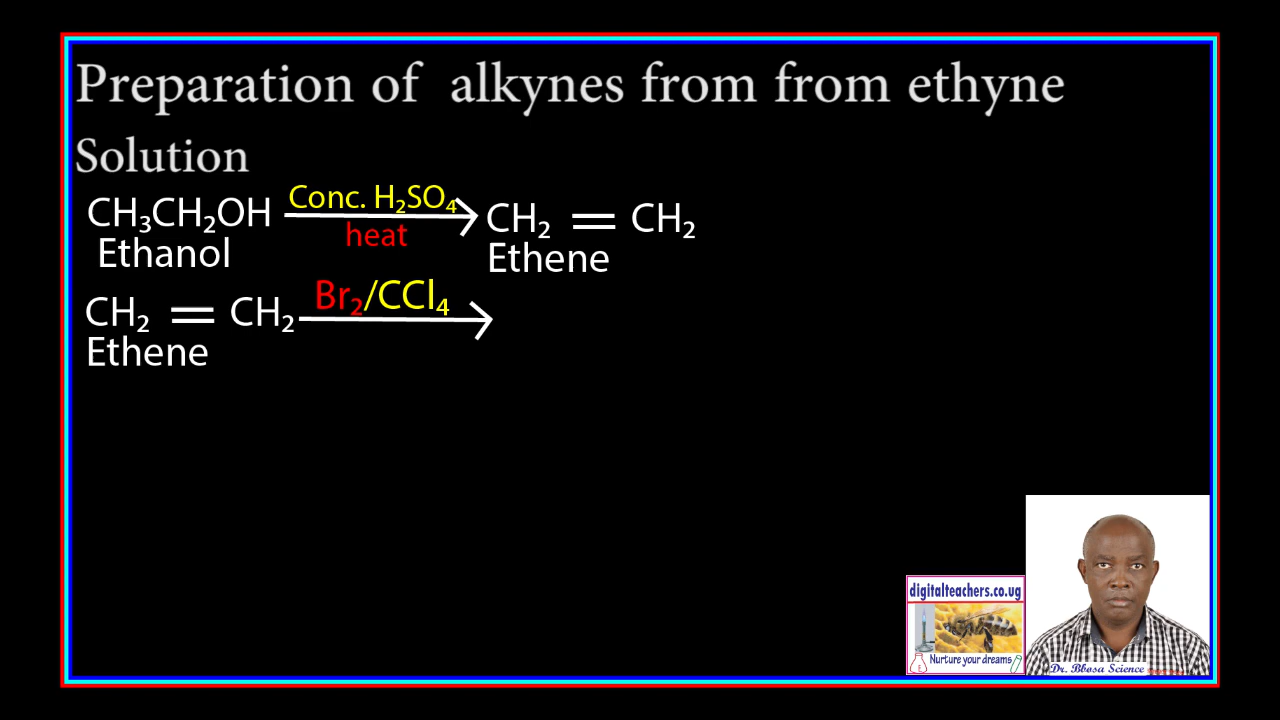 Preparation of alkynes from from ethyne
Solution
CH₃CH₂OH Conc. H₂SO₄ CH₂ = CH₂
heat
Ethanol Ethene
CH₂ = CH₂ Br₂/CCl₄
Ethene
digitalteachers.co.ug
Nurture your dreams
Dr. Bbosa Science